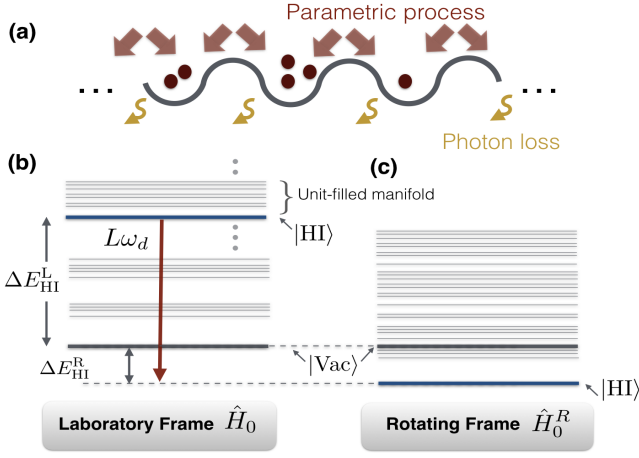 Parametric process
(a)
... ...
Photon loss
(b)
(c)
Unit-filled manifold
|HI⟩
Lω_d
ΔE_HI^L
|Vac⟩
ΔE_HI^R
|HI⟩
Laboratory Frame Ĥ_0
Rotating Frame Ĥ_0^R